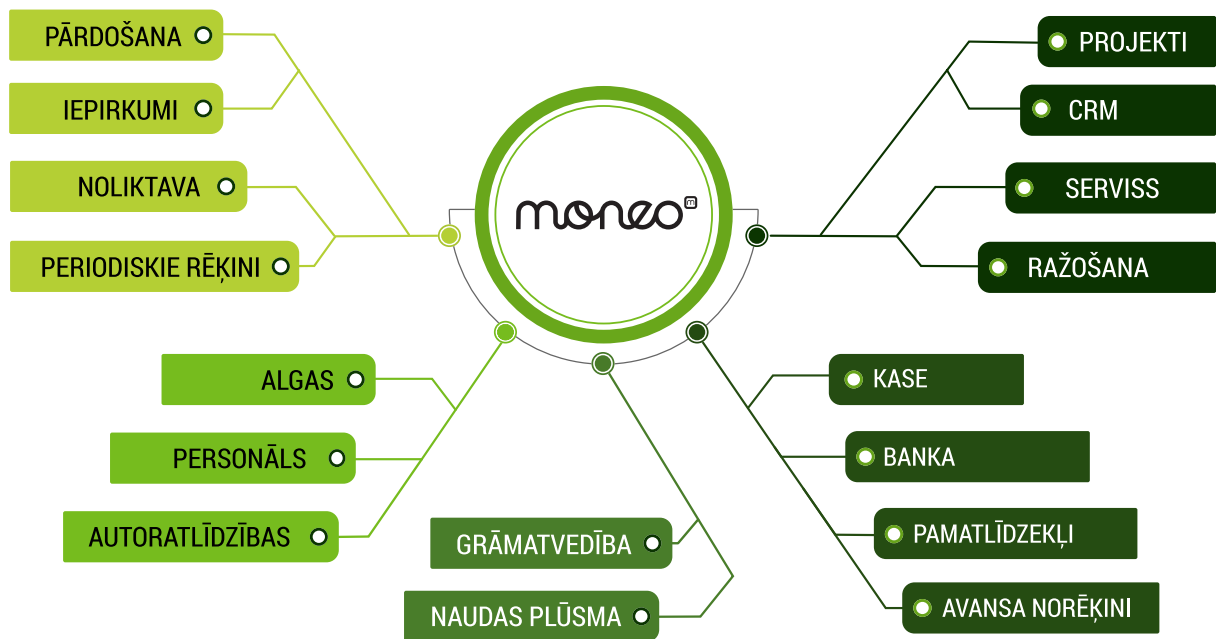 PĀRDOŠANA
IEPIRKUMI
NOLIKTAVA
PERIODISKIE RĒĶINI
ALGAS
PERSONĀLS
AUTORATLĪDZĪBAS
GRĀMATVEDĪBA
NAUDAS PLŪSMA
moneo m
PROJEKTI
CRM
SERVISS
RAŽOŠANA
KASE
BANKA
PAMATLĪDZEKĻI
AVANSA NORĒĶINI